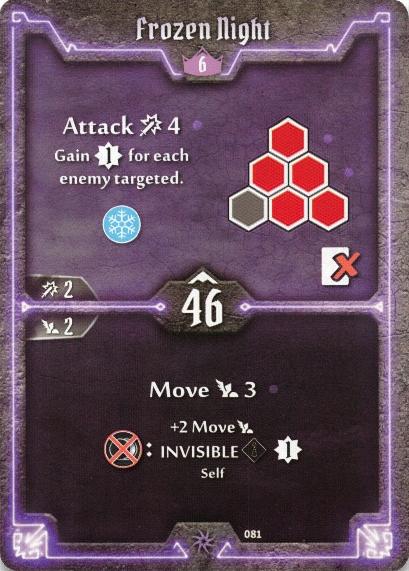 Frozen Night
6
Attack 4
Gain 1 for each
enemy targeted.
2
46
2
Move 3
+2 Move
: INVISIBLE 1
Self
081